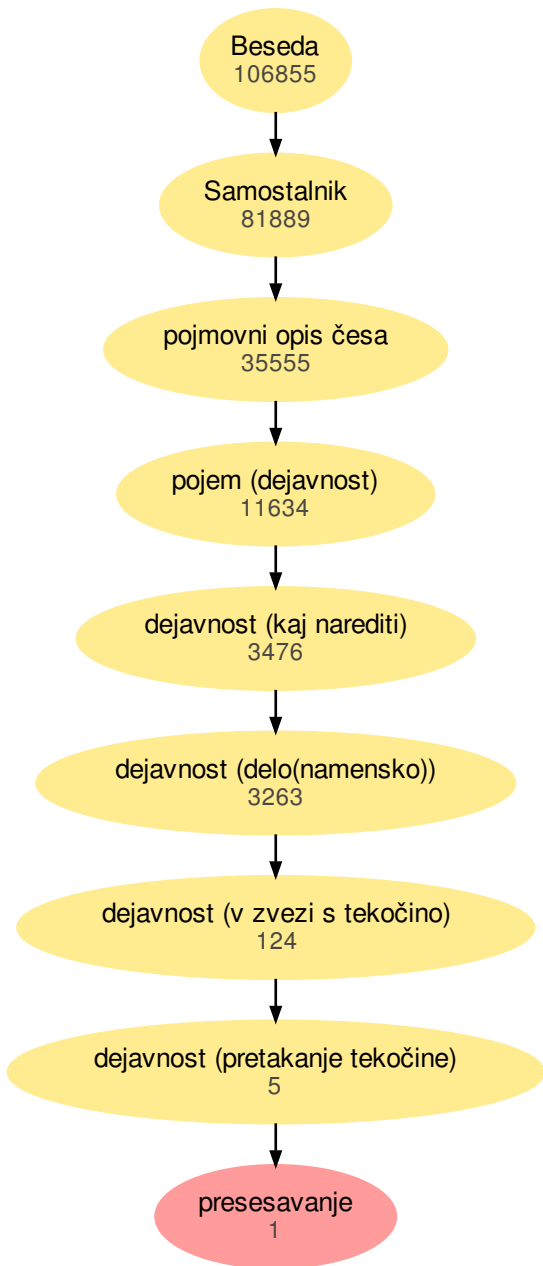 Beseda
106855
Samostalnik
81889
pojmovni opis česa
35555
pojem (dejavnost)
11634
dejavnost (kaj narediti)
3476
dejavnost (delo(namensko))
3263
dejavnost (v zvezi s tekočino)
124
dejavnost (pretakanje tekočine)
5
presesavanje
1